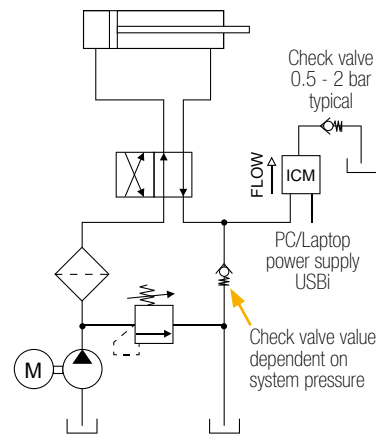 Check valve
0.5 - 2 bar
typical
FLOW
ICM
PC/Laptop
power supply
USBi
Check valve value
dependent on
system pressure
M